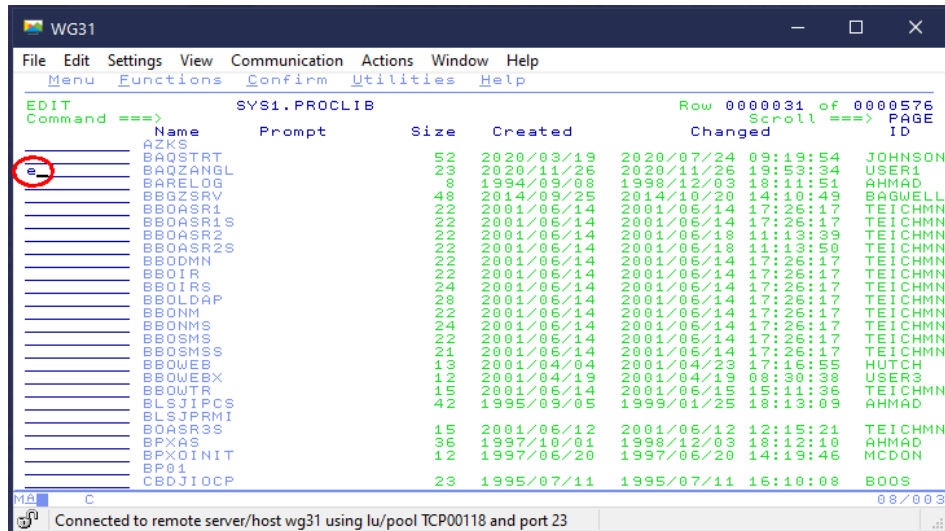 WG31
File Edit Settings View Communication Actions Window Help
Menu Functions Confirm Utilities Help
EDIT SYS1.PROCLIB Row 0000031 of 0000576
Command ===> Scroll ===> PAGE
Name Prompt Size Created Changed ID
AZKS
BAQSTRT 52 2020/03/19 2020/07/24 09:19:54 JOHNSON
e BAQZANGL 23 2020/11/26 2020/11/26 19:53:34 USER1
BARELOG 8 1994/09/08 1998/12/03 18:11:51 AHMAD
BBGZSRV 48 2014/09/25 2014/10/20 14:10:49 BAGWELL
BBOASR1 22 2001/06/14 2001/06/14 17:26:17 TEICHMN
BBOASR1S 22 2001/06/14 2001/06/14 17:26:17 TEICHMN
BBOASR2 22 2001/06/14 2001/06/18 11:13:39 TEICHMN
BBOASR2S 22 2001/06/14 2001/06/18 11:13:50 TEICHMN
BBODMN 22 2001/06/14 2001/06/14 17:26:17 TEICHMN
BBOIR 22 2001/06/14 2001/06/14 17:26:17 TEICHMN
BBOIRS 24 2001/06/14 2001/06/14 17:26:17 TEICHMN
BBOLDAP 28 2001/06/14 2001/06/14 17:26:17 TEICHMN
BBONM 22 2001/06/14 2001/06/14 17:26:17 TEICHMN
BBONMS 24 2001/06/14 2001/06/14 17:26:17 TEICHMN
BBOSMS 22 2001/06/14 2001/06/14 17:26:17 TEICHMN
BBOSMSS 21 2001/06/14 2001/06/14 17:26:17 TEICHMN
BBOWEB 13 2001/04/04 2001/04/23 17:16:55 HUTCH
BBOWEBX 12 2001/04/19 2001/04/19 08:30:38 USER3
BBOWTR 15 2001/06/14 2001/06/15 15:11:36 TEICHMN
BLSJIPCS 42 1995/09/05 1999/01/25 18:13:09 AHMAD
BLSJPRMI
BOASR3S 15 2001/06/12 2001/06/12 12:15:21 TEICHMN
BPXAS 36 1997/10/01 1998/12/03 18:12:10 AHMAD
BPXOINIT 12 1997/06/20 1997/06/20 14:19:46 MCDON
BP01
CBDJIOCP 23 1995/07/11 1995/07/11 16:10:08 BOOS
MA C 08/003
Connected to remote server/host wg31 using lu/pool TCP00118 and port 23